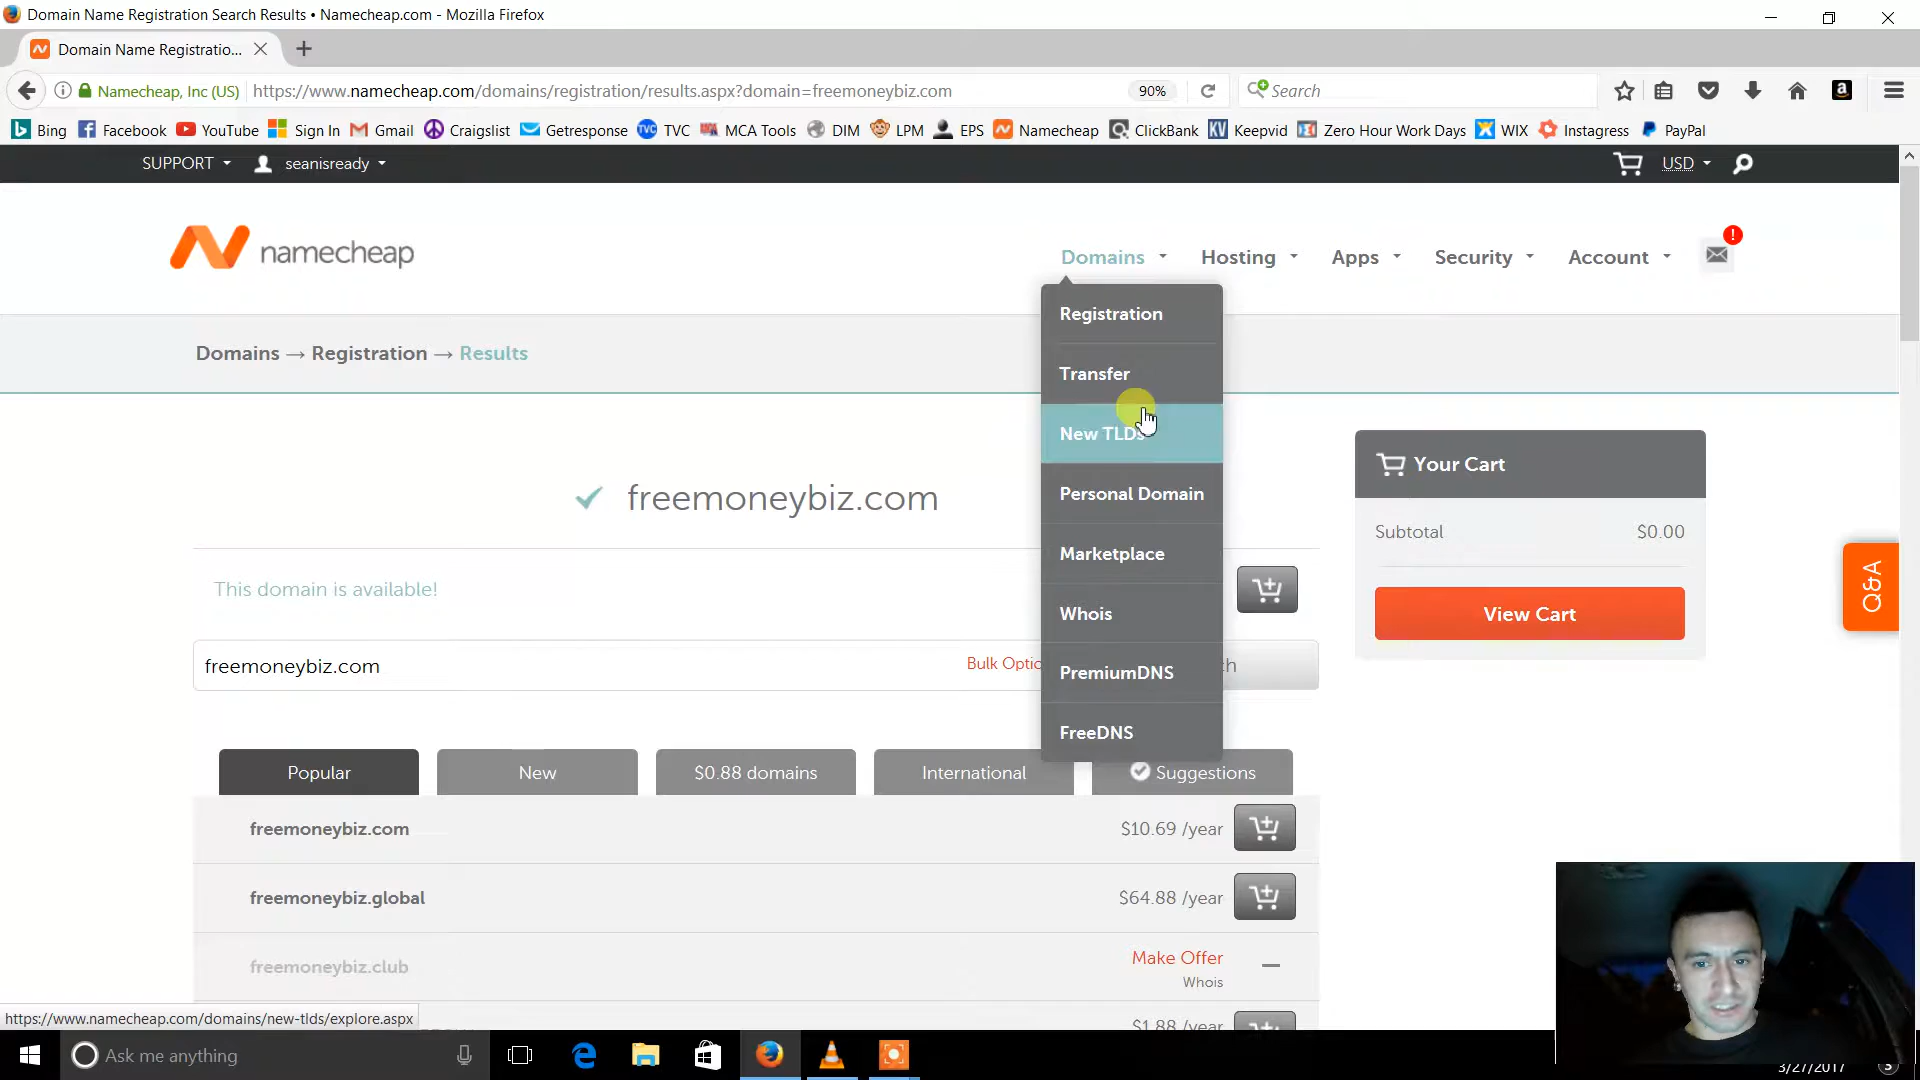 Domain Name Registration Search Results • Namecheap.com - Mozilla Firefox
Domain Name Registratio...
Namecheap, Inc (US) https://www.namecheap.com/domains/registration/results.aspx?domain=freemoneybiz.com 90% Search
Bing Facebook YouTube Sign In Gmail Craigslist Getresponse TVC MCA Tools DIM LPM EPS Namecheap ClickBank Keepvid Zero Hour Work Days WIX Instagress PayPal
SUPPORT seanisready USD
namecheap
Domains Hosting Apps Security Account
Registration
Domains → Registration → Results
Transfer
New TLDs
Your Cart
Personal Domain
freemoneybiz.com
Subtotal $0.00
Marketplace
This domain is available!
Q&A
Whois
View Cart
freemoneybiz.com
Bulk Optio
PremiumDNS
FreeDNS
Popular New $0.88 domains International Suggestions
freemoneybiz.com $10.69 /year
freemoneybiz.global $64.88 /year
freemoneybiz.club Make Offer
Whois
https://www.namecheap.com/domains/new-tlds/explore.aspx
$1.88 /year
Ask me anything
3/27/2017